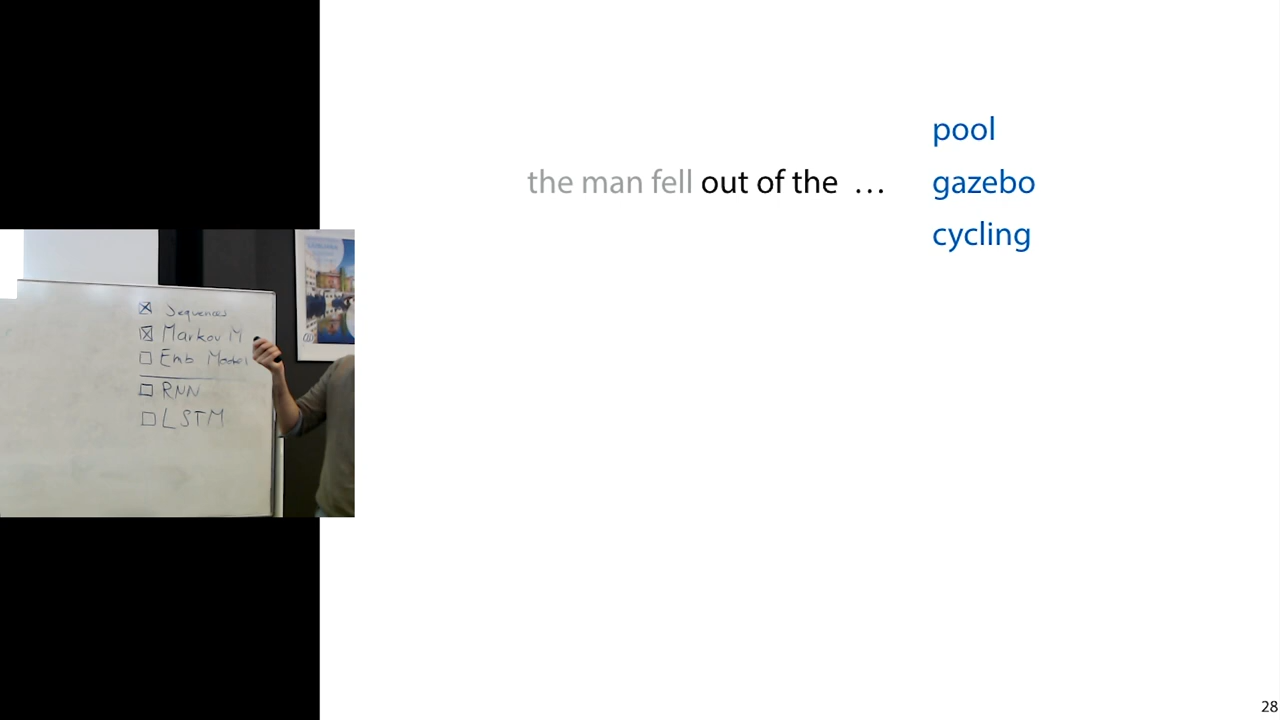 pool
the man fell out of the …
gazebo
cycling
Sequences
Markov M
Emb Model
RNN
LSTM
28